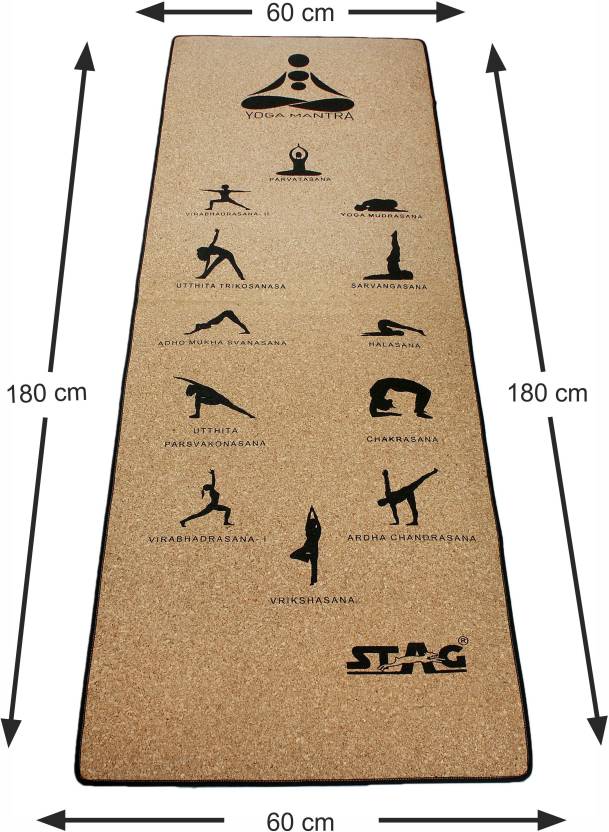 60 cm
YOGA MANTRA
PARVATASANA
VIRABHADRASANA- II
YOGA MUDRASANA
UTTHITA TRIKOSANASA
SARVANGASANA
ADHO MUKHA SVANASANA
HALASANA
180 cm
180 cm
UTTHITA
PARSVAKONASANA
CHAKRASANA
VIRABHADRASANA- I
ARDHA CHANDRASANA
VRIKSHASANA
STAG®
60 cm